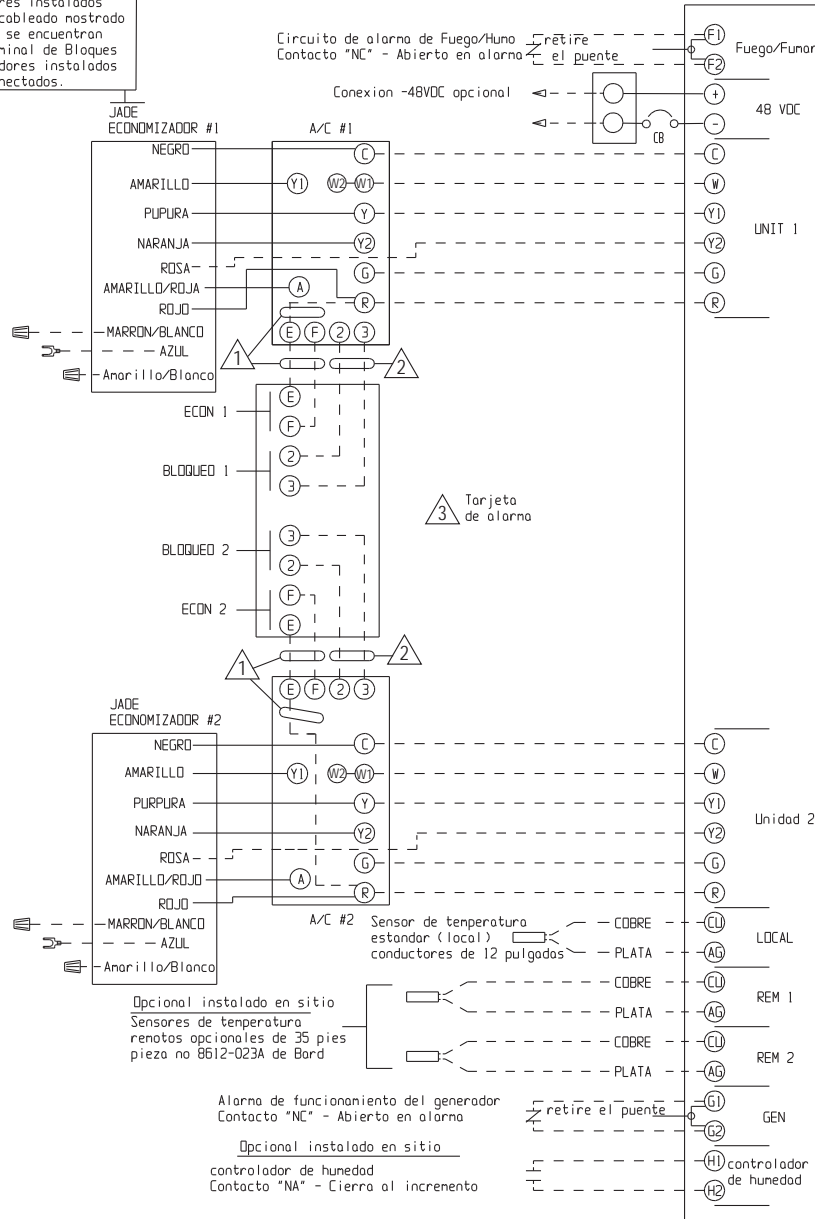 res instalados
cableado mostrado
se encuentran
minal de Bloques
dores instalados
nectados.
Circuito de alarma de Fuego/Humo
Contacto "NC" - Abierto en alarma
retire
el puente
F1
F2
Fuego/Fumar
Conexion -48VDC opcional
+
-
CB
48 VDC
JADE
ECONOMIZADOR #1
A/C #1
NEGRO
C
C
AMARILLO
Y1
W2
W1
W
PUPURA
Y
Y1
UNIT 1
NARANJA
Y2
Y2
ROSA
G
G
AMARILLO/ROJA
A
ROJO
R
R
MARRON/BLANCO
E F 2 3
AZUL
1
2
Amarillo/Blanco
ECON 1
E
F
BLOQUEO 1
2
3
3
Tarjeta
de alarma
BLOQUEO 2
3
2
ECON 2
F
E
1
2
E F 2 3
JADE
ECONOMIZADOR #2
NEGRO
C
C
AMARILLO
Y1
W2
W1
W
PURPURA
Y
Y1
Unidad 2
NARANJA
Y2
Y2
ROSA
G
G
AMARILLO/ROJO
A
ROJO
R
R
MARRON/BLANCO
A/C #2
AZUL
Amarillo/Blanco
Sensor de temperatura
estandar (local)
conductores de 12 pulgadas
COBRE
CU
PLATA
AG
LOCAL
Opcional instalado en sitio
Sensores de temperatura
remotos opcionales de 35 pies
pieza no 8612-023A de Bard
COBRE
CU
PLATA
AG
REM 1
COBRE
CU
PLATA
AG
REM 2
Alarma de funcionamiento del generador
Contacto "NC" - Abierto en alarma
retire el puente
G1
G2
GEN
Opcional instalado en sitio
controlador de humedad
Contacto "NA" - Cierra al incremento
H1
H2
controlador
de humedad